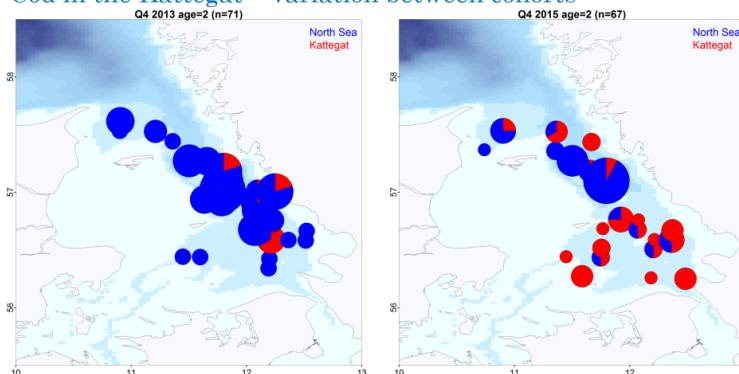 Cod in the Kattegat – variation between cohorts
Q4 2013 age=2 (n=71)
North Sea
Kattegat
58
57
56
10
11
12
13
Q4 2015 age=2 (n=67)
North Sea
Kattegat
58
57
56
10
11
12